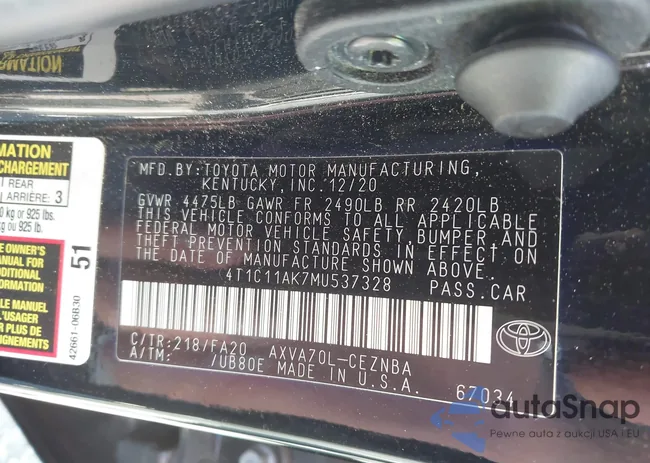 MFD.BY:TOYOTA MOTOR MANUFACTURING,
KENTUCKY,INC.12/20
GVWR 4475LB GAWR FR 2490LB RR 2420LB
THIS VEHICLE CONFORMS TO ALL APPLICABLE
FEDERAL MOTOR VEHICLE SAFETY,BUMPER,AND
THEFT PREVENTION STANDARDS IN EFFECT ON
THE DATE OF MANUFACTURE SHOWN ABOVE.
4T1C11AK7MU537328 PASS.CAR
C/TR:218/FA20 AXVA70L-CEZNBA
A/TM: /UB80E MADE IN U.S.A.
67034
MATION
CHARGEMENT
REAR
ARRIÈRE: 3
kg or 925 lbs.
925 lbs.
E OWNER'S
MANUAL FOR
ADDITIONAL
FORMATION
LE MANUEL
R PLUS DE
51
42661-06B30
autoSnap
Pewne auta z aukcji USA i EU